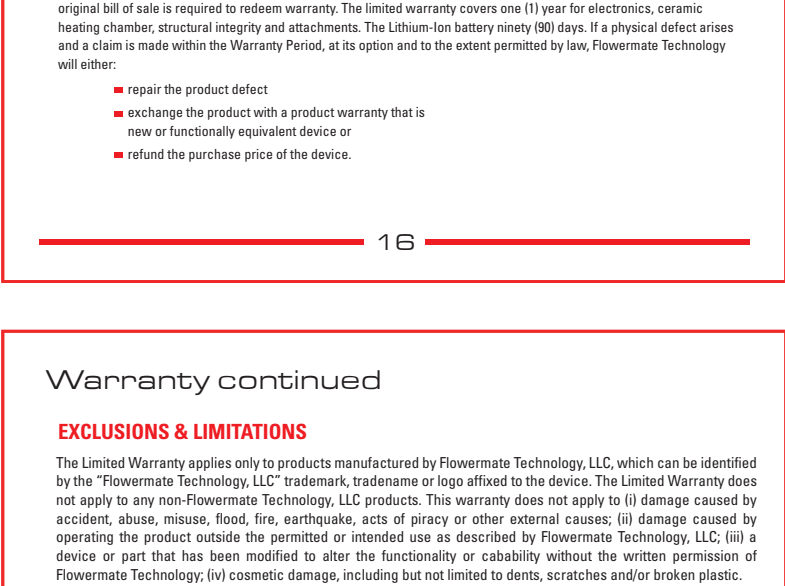 original bill of sale is required to redeem warranty. The limited warranty covers one (1) year for electronics, ceramic
heating chamber, structural integrity and attachments. The Lithium-Ion battery ninety (90) days. If a physical defect arises
and a claim is made within the Warranty Period, at its option and to the extent permitted by law, Flowermate Technology
will either:
repair the product defect
exchange the product with a product warranty that is
new or functionally equivalent device or
refund the purchase price of the device.
16
Warranty continued
EXCLUSIONS & LIMITATIONS
The Limited Warranty applies only to products manufactured by Flowermate Technology, LLC, which can be identified
by the “Flowermate Technology, LLC” trademark, tradename or logo affixed to the device. The Limited Warranty does
not apply to any non-Flowermate Technology, LLC products. This warranty does not apply to (i) damage caused by
accident, abuse, misuse, flood, fire, earthquake, acts of piracy or other external causes; (ii) damage caused by
operating the product outside the permitted or intended use as described by Flowermate Technology, LLC; (iii) a
device or part that has been modified to alter the functionality or cabability without the written permission of
Flowermate Technology; (iv) cosmetic damage, including but not limited to dents, scratches and/or broken plastic.